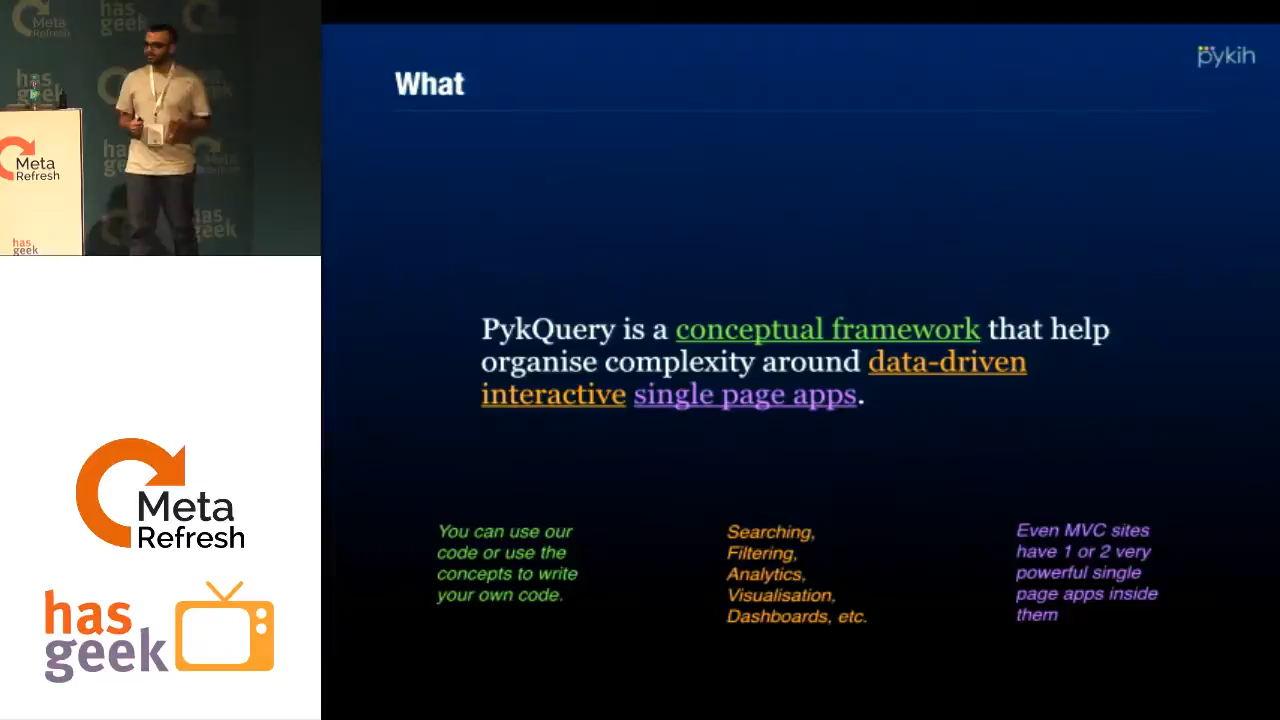 Meta
Refresh
has
geek
Meta
Refresh
has
geek
Meta
Refresh
has
geek
Meta
Refresh
has
geek
What
pykih
PykQuery is a conceptual framework that help
organise complexity around data-driven
interactive single page apps.
You can use our
code or use the
concepts to write
your own code.
Searching,
Filtering,
Analytics,
Visualisation,
Dashboards, etc.
Even MVC sites
have 1 or 2 very
powerful single
page apps inside
them
Meta
Refresh
has
geek